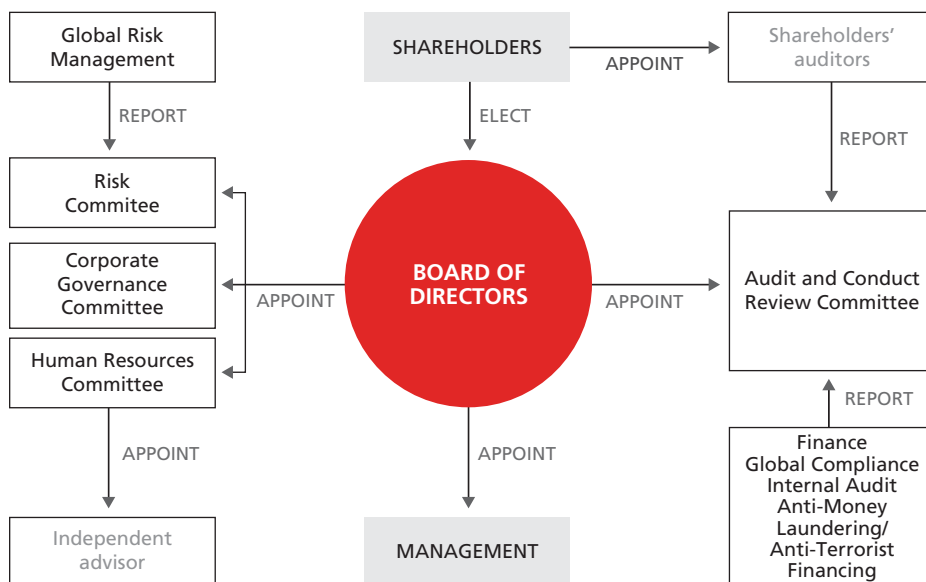 Global Risk
Management
SHAREHOLDERS
APPOINT
Shareholders’
auditors
REPORT
ELECT
REPORT
Risk
Commitee
Corporate
Governance
Committee
APPOINT
BOARD OF
DIRECTORS
APPOINT
Audit and Conduct
Review Committee
Human Resources
Committee
REPORT
APPOINT
APPOINT
Finance
Global Compliance
Internal Audit
Anti-Money
Laundering/
Anti-Terrorist
Financing
Independent
advisor
MANAGEMENT